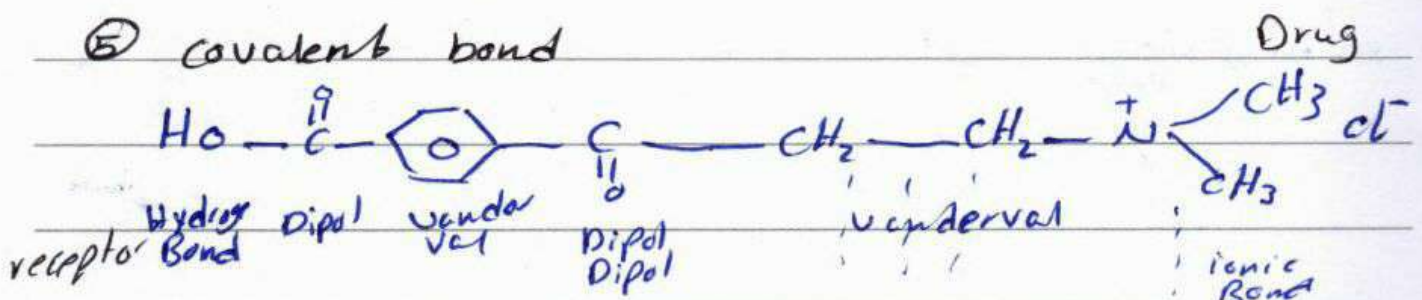 ⑤ covalent bond
Drug
O
CH3
HO — C — O — C — CH2 — CH2 — N+ cl-
O
CH3
Hydrog Dipol vander vanderval
receptor Bond val Dipol
Dipol ionic
Bond